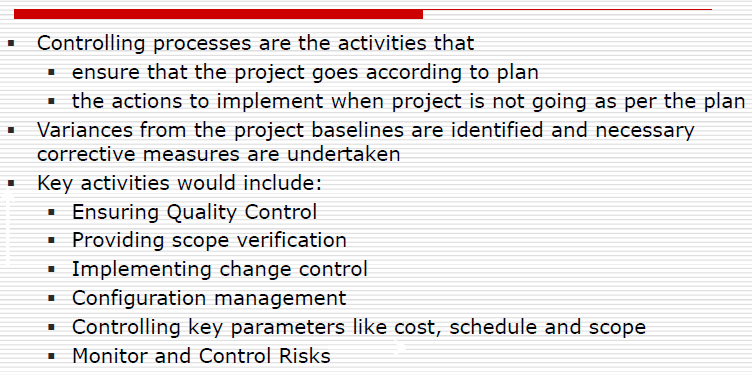 ▪ Controlling processes are the activities that
▪ ensure that the project goes according to plan
▪ the actions to implement when project is not going as per the plan
▪ Variances from the project baselines are identified and necessary
corrective measures are undertaken
▪ Key activities would include:
▪ Ensuring Quality Control
▪ Providing scope verification
▪ Implementing change control
▪ Configuration management
▪ Controlling key parameters like cost, schedule and scope
▪ Monitor and Control Risks